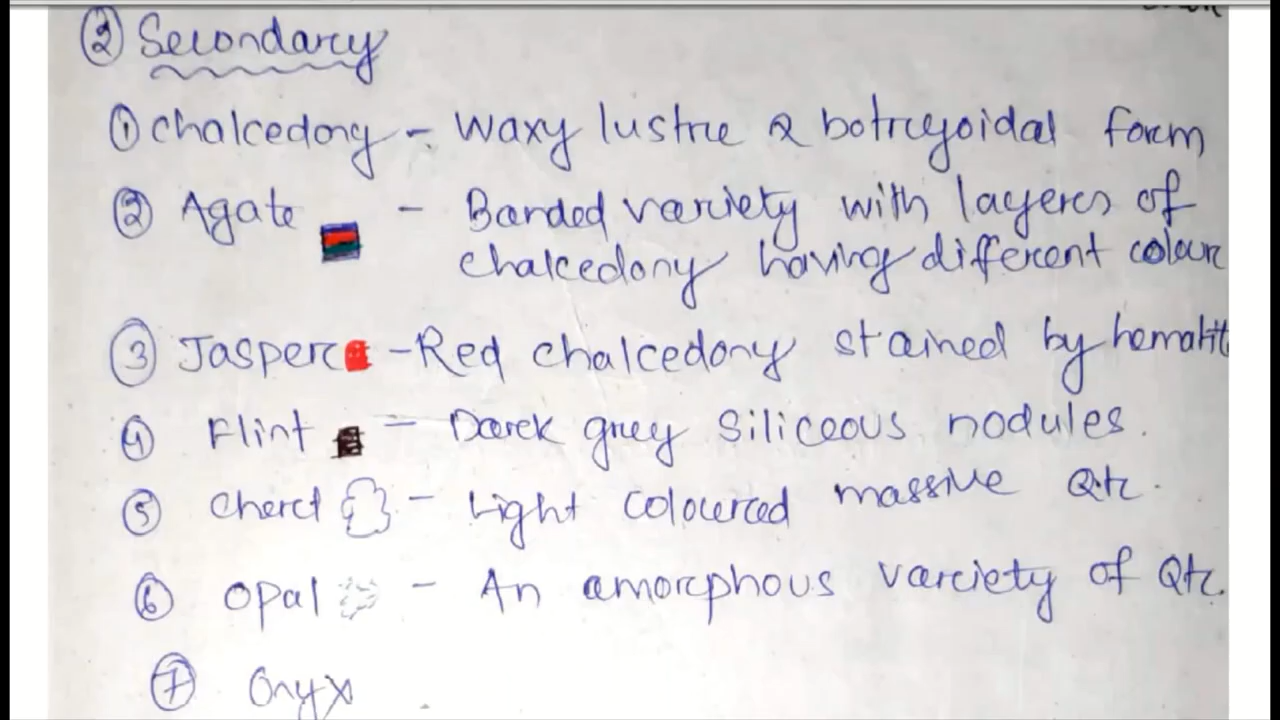 ② Secondary
① Chalcedony - Waxy lustre & botryoidal form
② Agate - Banded variety with layers of
chalcedony having different colour
③ Jasper - Red chalcedony stained by hematit
④ Flint - Dark grey siliceous nodules.
⑤ Chert - Light coloured massive Qtz.
⑥ Opal - An amorphous variety of Qtz.
⑦ Onyx